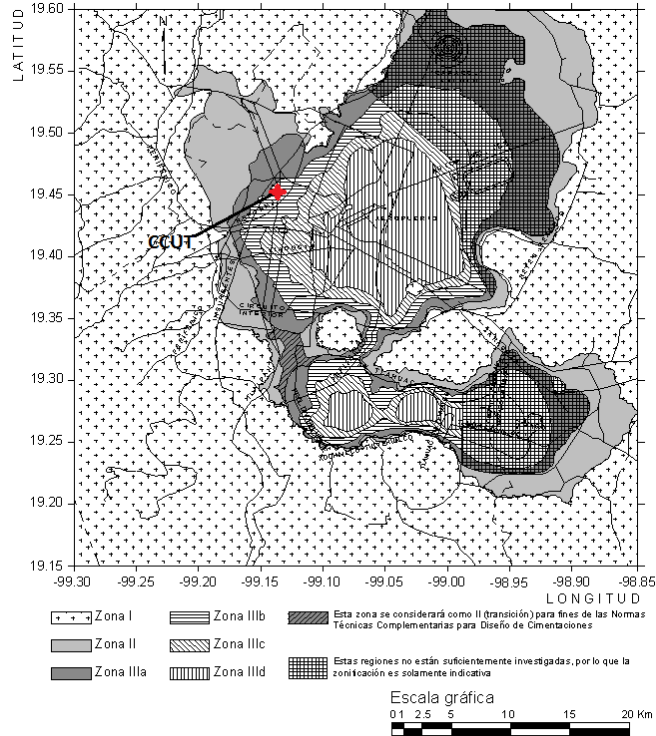 19.60
LATITUD
N
19.55
19.50
19.45
CCUT
19.40
CIRCUITO
INTERIOR
19.35
19.30
19.25
19.20
19.15
-99.30 -99.25 -99.20 -99.15 -99.10 -99.05 -99.00 -98.95 -98.90 -98.85
LONGITUD
Zona I
Zona II
Zona IIIa
Zona IIIb
Zona IIIc
Zona IIId
Esta zona se considerará como II (transición) para fines de las Normas
Técnicas Complementarias para Diseño de Cimentaciones
Estas regiones no están suficientemente investigadas, por lo que la
zonificación es solamente indicativa
Escala gráfica
0 1 2.5 5 10 15 20 Km